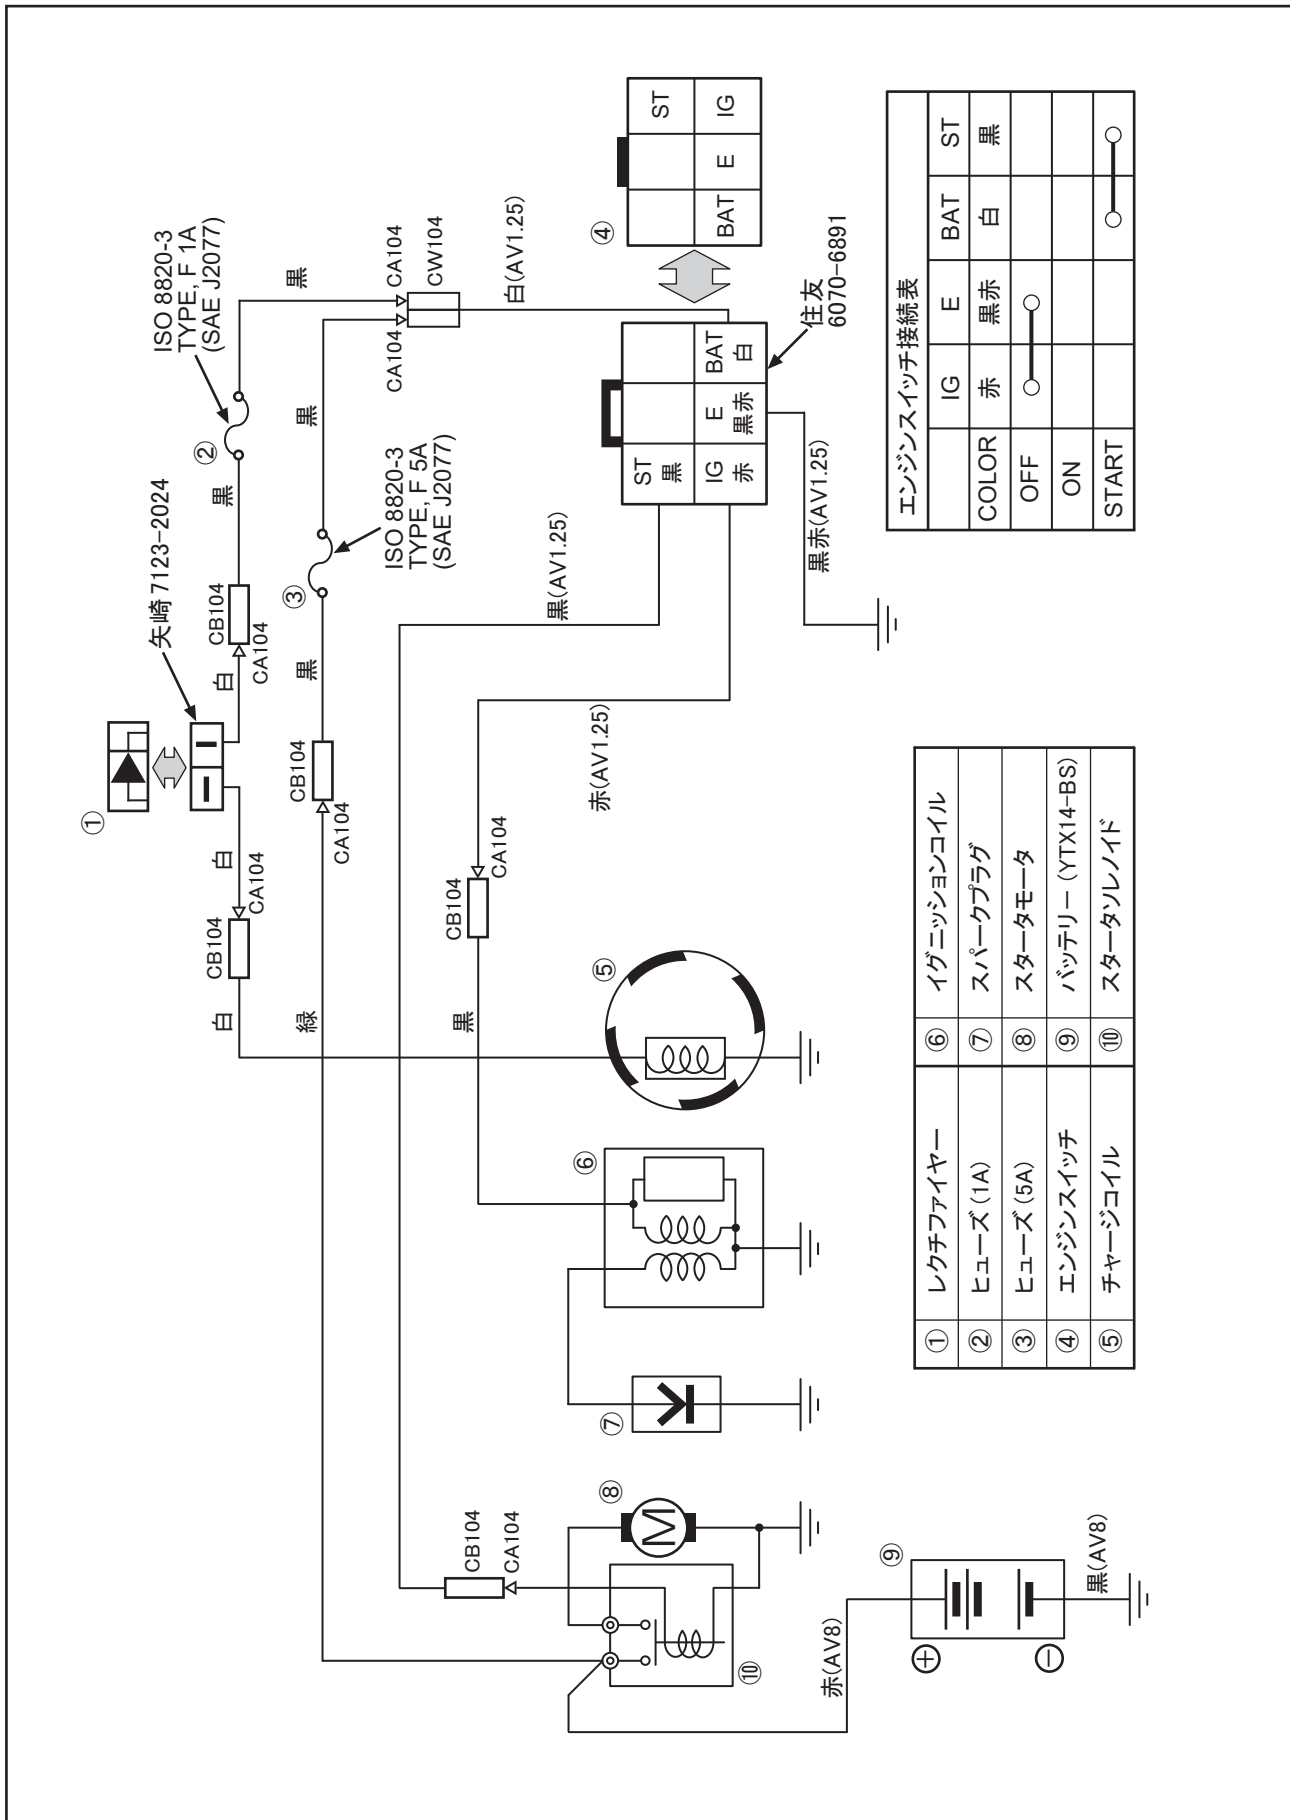 ①
矢崎 7123-2024
ISO 8820-3
TYPE, F 1A
(SAE J2077)
②
白
CB104
CA104
白
白
CA104
CB104
黒
黒
緑
CA104
CB104
黒
③
ISO 8820-3
TYPE, F 5A
(SAE J2077)
黒
CA104
CA104
CW104
白(AV1.25)
黒(AV1.25)
赤(AV1.25)
黒
CB104
CA104
CB104
CA104
ST
黒
IG
赤
E
黒赤
BAT
白
住友
6070-6891
黒赤(AV1.25)
④
ST
BAT
E
IG
⑤
⑥
⑦
⑧
M
⑩
赤(AV8)
⑨
+
−
黒(AV8)
エンジンスイッチ接続表
IG E BAT ST
COLOR 赤 黒赤 白 黒
OFF
ON
START
① レクチファイヤー ⑥ イグニッションコイル
② ヒューズ (1A) ⑦ スパークプラグ
③ ヒューズ (5A) ⑧ スタータモータ
④ エンジンスイッチ ⑨ バッテリー (YTX14-BS)
⑤ チャージコイル ⑩ スタータソレノイド